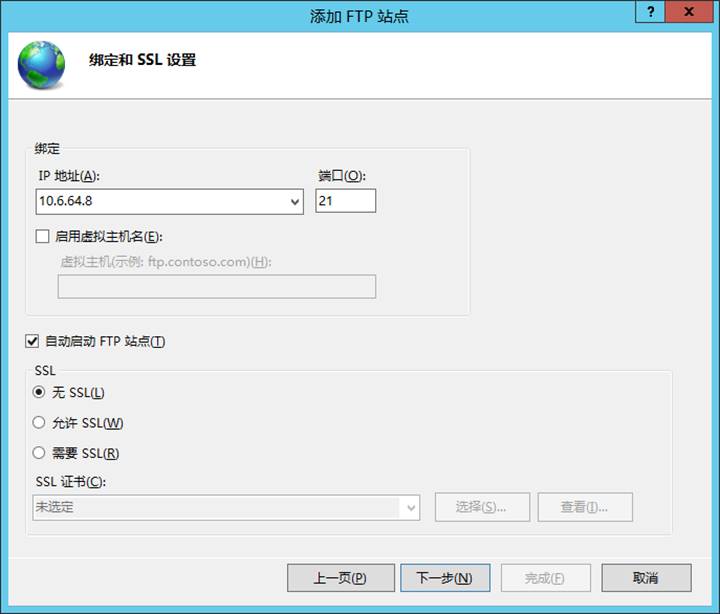 添加 FTP 站点
?
绑定和 SSL 设置
绑定
IP 地址(A): 端口(O):
10.6.64.8 21
启用虚拟主机名(E):
虚拟主机(示例: ftp.contoso.com)(H):
自动启动 FTP 站点(T)
SSL
无 SSL(L)
允许 SSL(W)
需要 SSL(R)
SSL 证书(C):
未选定 选择(S)... 查看(I)...
上一页(P) 下一步(N) 完成(F) 取消